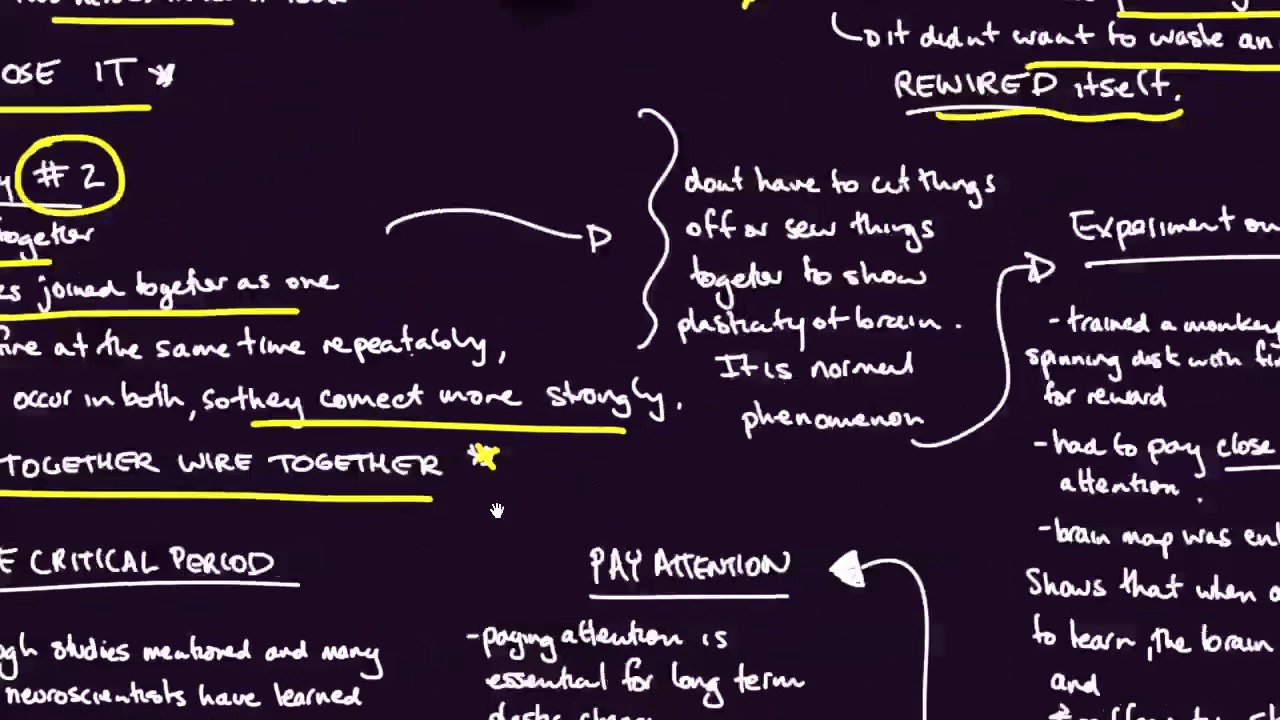 OSE IT *
# 2
together
es joined together as one
fire at the same time repeatably,
occur in both, so they connect more strongly.
TOGETHER WIRE TOGETHER *
E CRITICAL PERIOD
ugh studies mentioned and many
neuroscientists have learned
dont have to cut things
off or sew things
together to show
plasticity of brain.
It is normal
phenomenon
PAY ATTENTION
-paying attention is
essential for long term
it didnt want to waste an
REWIRED itself.
Experiment on
-trained a monkey
spinning disk with fi
for reward
-had to pay close
attention.
-brain map was en
Shows that when a
to learn, the brain
and